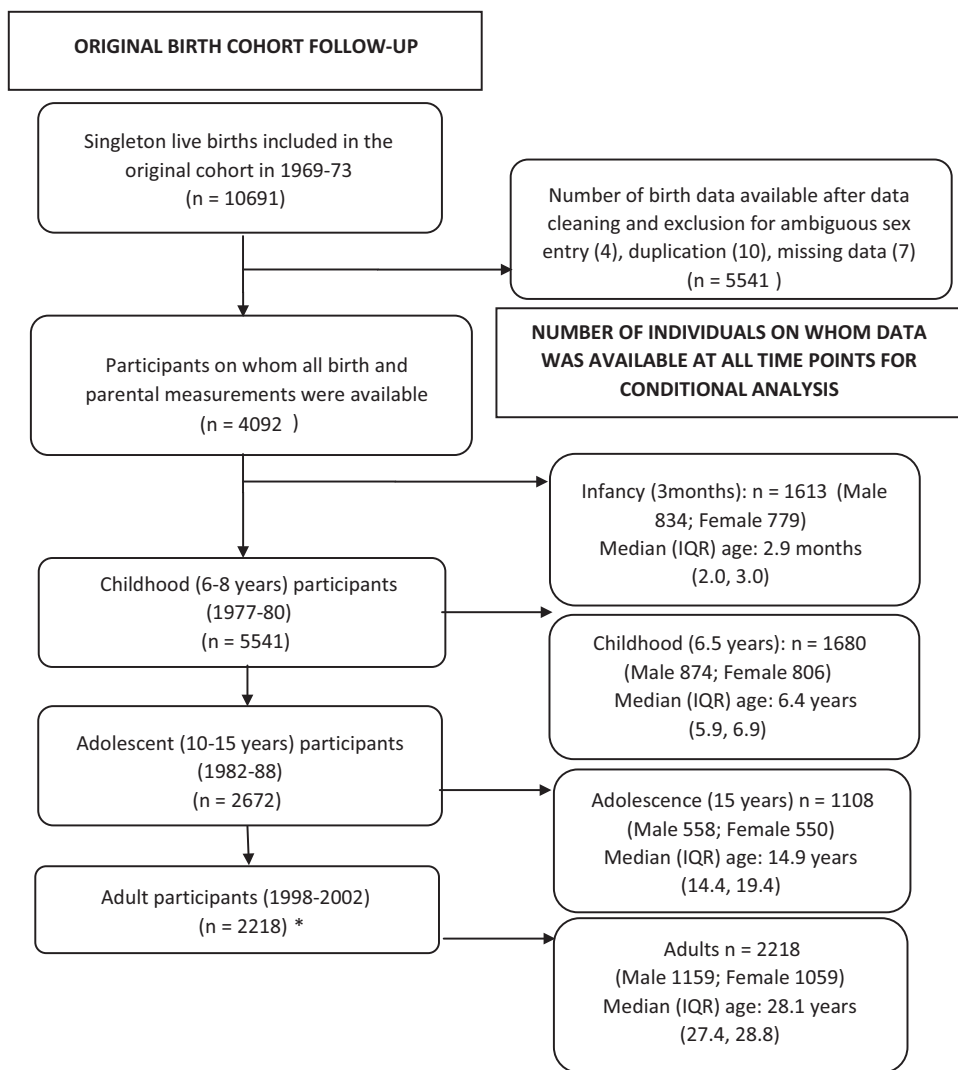 ORIGINAL BIRTH COHORT FOLLOW-UP
Singleton live births included in the
original cohort in 1969-73
(n = 10691)
Number of birth data available after data
cleaning and exclusion for ambiguous sex
entry (4), duplication (10), missing data (7)
(n = 5541 )
NUMBER OF INDIVIDUALS ON WHOM DATA
WAS AVAILABLE AT ALL TIME POINTS FOR
CONDITIONAL ANALYSIS
Participants on whom all birth and
parental measurements were available
(n = 4092 )
Infancy (3months): n = 1613 (Male
834; Female 779)
Median (IQR) age: 2.9 months
(2.0, 3.0)
Childhood (6-8 years) participants
(1977-80)
(n = 5541)
Childhood (6.5 years): n = 1680
(Male 874; Female 806)
Median (IQR) age: 6.4 years
(5.9, 6.9)
Adolescent (10-15 years) participants
(1982-88)
(n = 2672)
Adolescence (15 years) n = 1108
(Male 558; Female 550)
Median (IQR) age: 14.9 years
(14.4, 19.4)
Adult participants (1998-2002)
(n = 2218) *
Adults n = 2218
(Male 1159; Female 1059)
Median (IQR) age: 28.1 years
(27.4, 28.8)